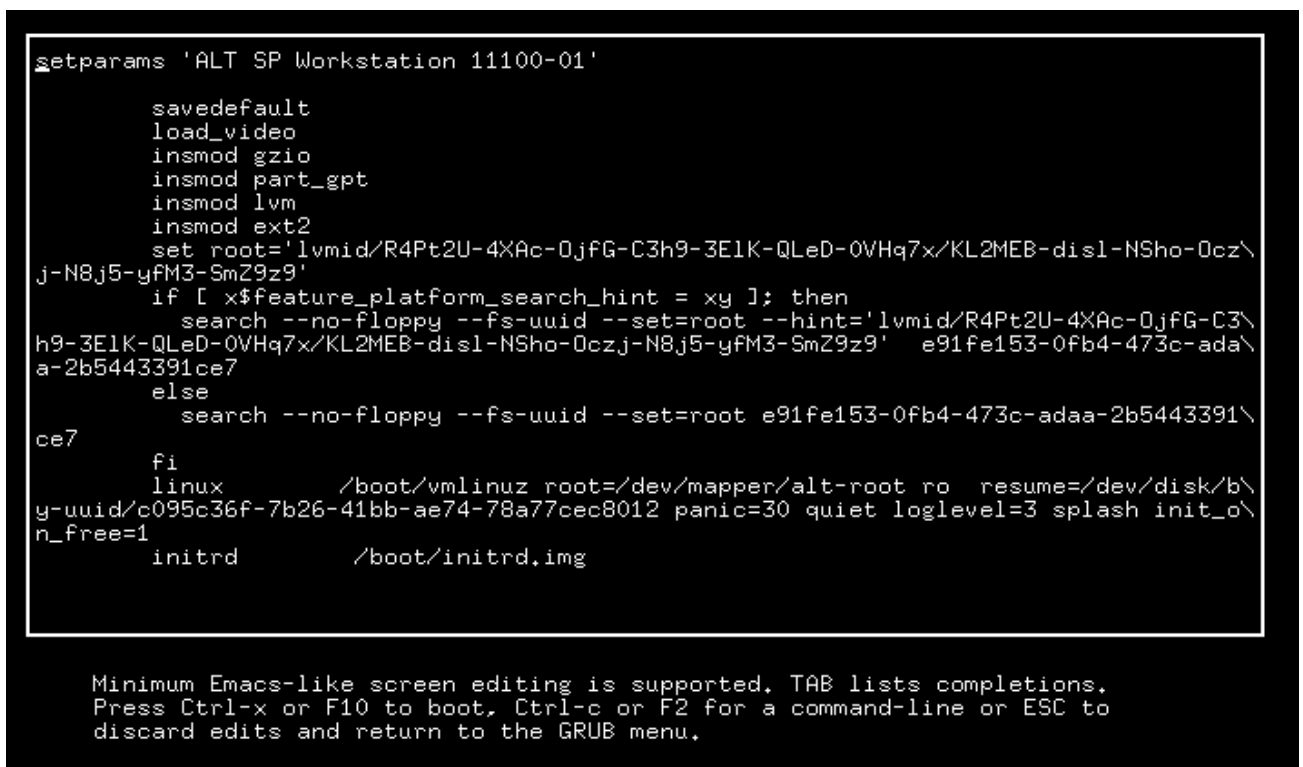 setparams 'ALT SP Workstation 11100-01'
savedefault
load_video
insmod gzio
insmod part_gpt
insmod lvm
insmod ext2
set root='lvmid/R4Pt2U-4XAc-OjfG-C3h9-3ElK-QLeD-0VHq7x/KL2MEB-disl-NSho-Ocz\
j-N8j5-yfM3-SmZ9z9'
if [ x$feature_platform_search_hint = xy ]; then
search --no-floppy --fs-uuid --set=root --hint='lvmid/R4Pt2U-4XAc-OjfG-C3\
h9-3ElK-QLeD-0VHq7x/KL2MEB-disl-NSho-Oczj-N8j5-yfM3-SmZ9z9'  e91fe153-0fb4-473c-ada\
a-2b5443391ce7
else
search --no-floppy --fs-uuid --set=root e91fe153-0fb4-473c-adaa-2b5443391\
ce7
fi
linux /boot/vmlinuz root=/dev/mapper/alt-root ro  resume=/dev/disk/b\
y-uuid/c095c36f-7b26-41bb-ae74-78a77cec8012 panic=30 quiet loglevel=3 splash init_o\
n_free=1
initrd /boot/initrd.img
Minimum Emacs-like screen editing is supported. TAB lists completions.
Press Ctrl-x or F10 to boot, Ctrl-c or F2 for a command-line or ESC to
discard edits and return to the GRUB menu.